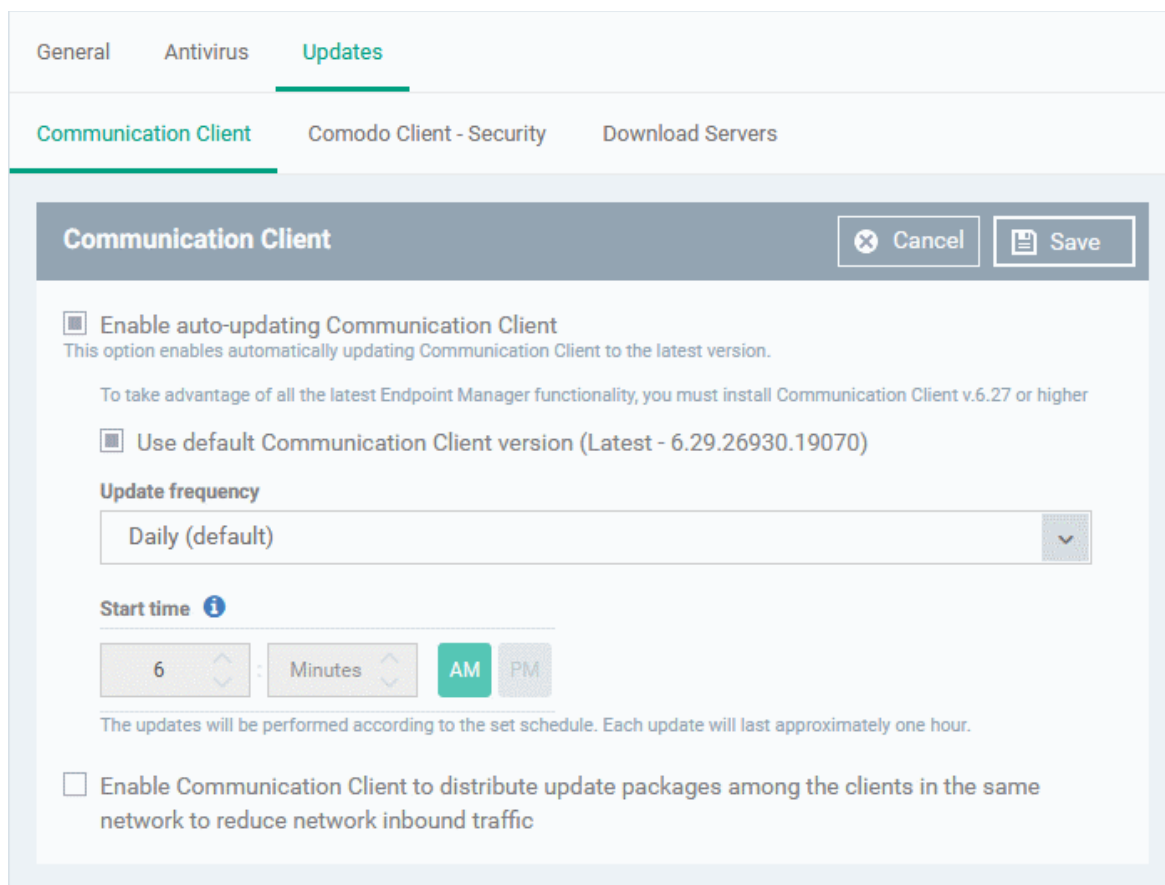 General Antivirus Updates
Communication Client Comodo Client - Security Download Servers
Communication Client Cancel Save
Enable auto-updating Communication Client
This option enables automatically updating Communication Client to the latest version.
To take advantage of all the latest Endpoint Manager functionality, you must install Communication Client v.6.27 or higher
Use default Communication Client version (Latest - 6.29.26930.19070)
Update frequency
Daily (default)
Start time
6 : Minutes AM PM
The updates will be performed according to the set schedule. Each update will last approximately one hour.
Enable Communication Client to distribute update packages among the clients in the same
network to reduce network inbound traffic